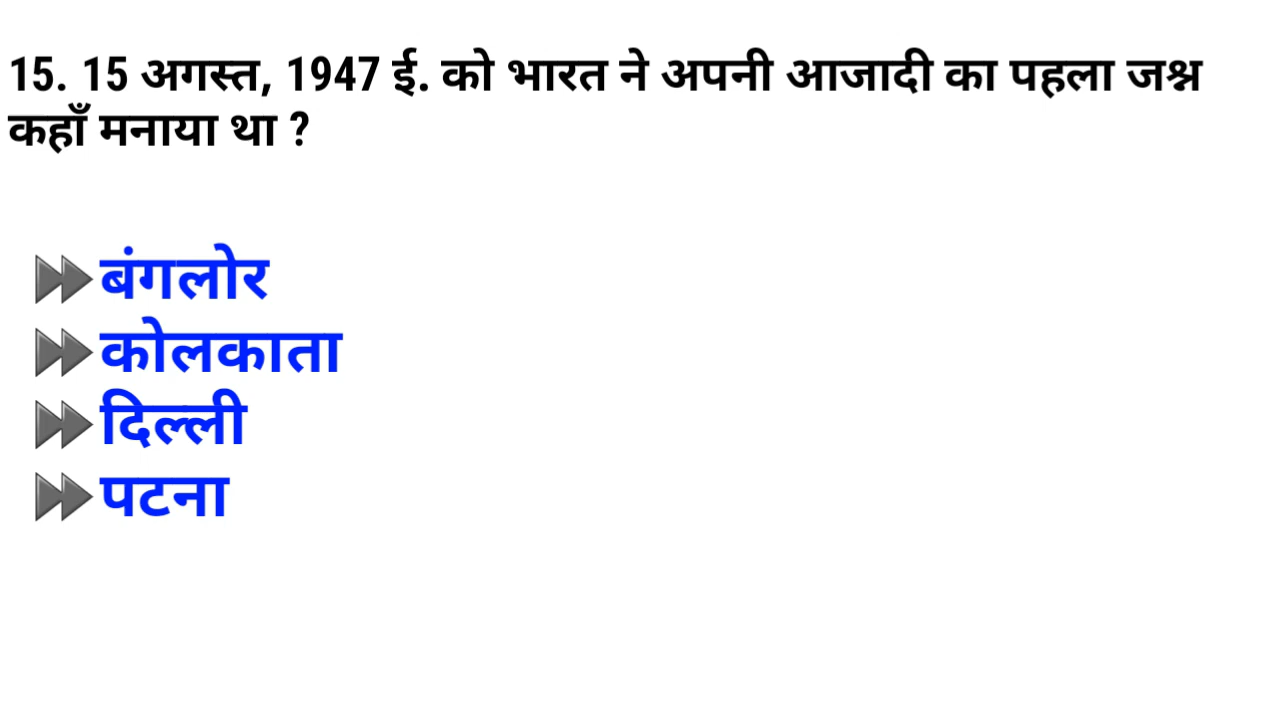 15. 15 अगस्त, 1947 ई. को भारत ने अपनी आजादी का पहला जश्न
कहाँ मनाया था ?
⏩बंगलोर
⏩कोलकाता
⏩दिल्ली
⏩पटना